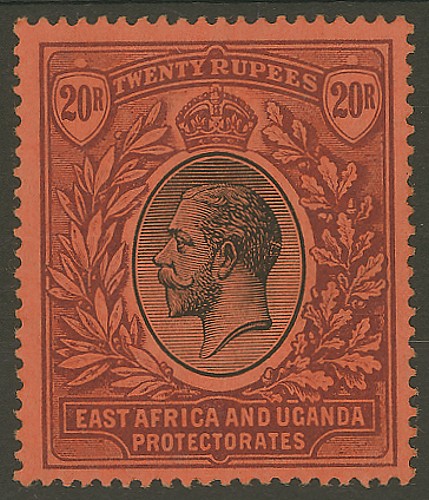 TWENTY RUPEES
20R 20R
EAST AFRICA AND UGANDA
PROTECTORATES